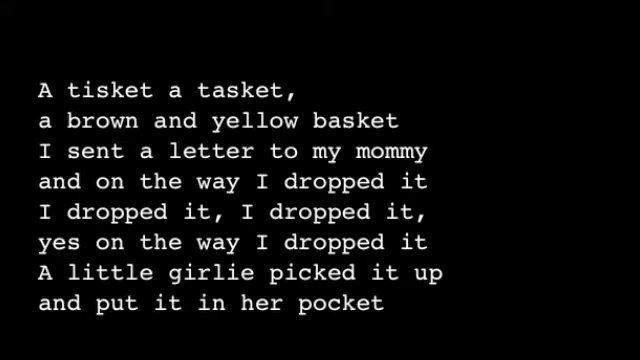 A tisket a tasket,
a brown and yellow basket
I sent a letter to my mommy
and on the way I dropped it
I dropped it, I dropped it,
yes on the way I dropped it
A little girlie picked it up
and put it in her pocket